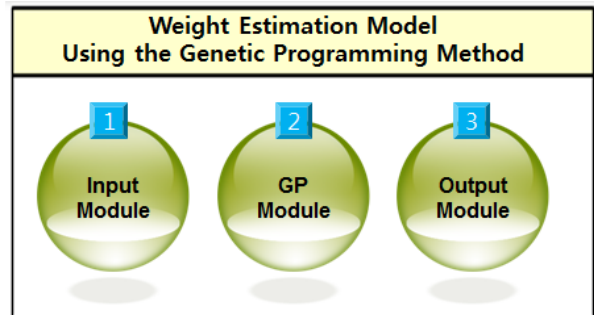 Weight Estimation Model
Using the Genetic Programming Method
1
2
3
Input
Module
GP
Module
Output
Module